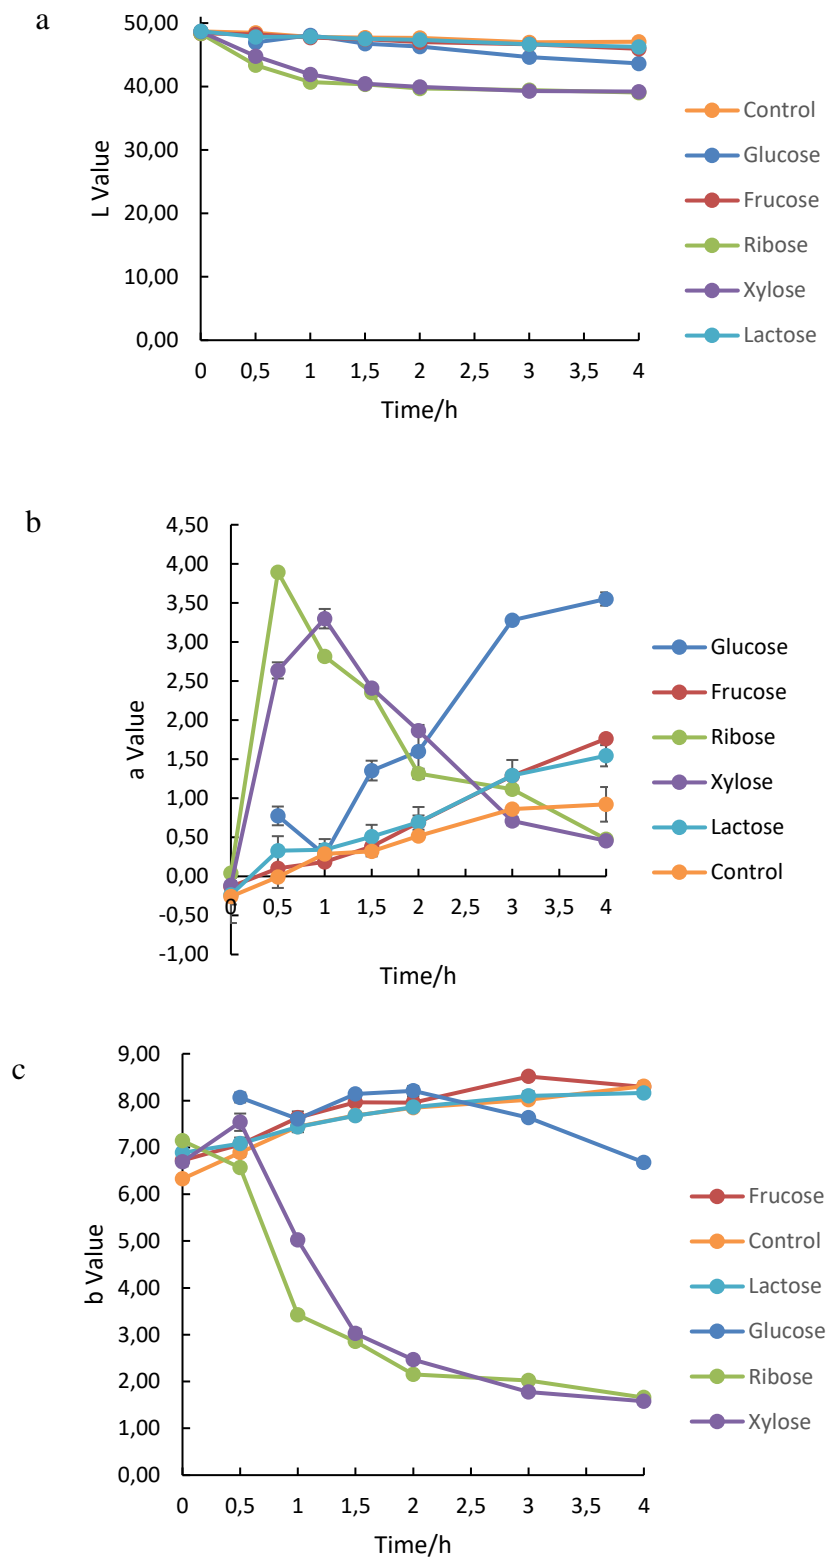 a
50,00
40,00
30,00
20,00
10,00
0,00
L Value
0 0,5 1 1,5 2 2,5 3 3,5 4
Time/h
Control
Glucose
Frucose
Ribose
Xylose
Lactose
b
4,50
4,00
3,50
3,00
2,50
2,00
1,50
1,00
0,50
0,00
-0,50
-1,00
a Value
0 0,5 1 1,5 2 2,5 3 3,5 4
Time/h
Glucose
Frucose
Ribose
Xylose
Lactose
Control
c
9,00
8,00
7,00
6,00
5,00
4,00
3,00
2,00
1,00
0,00
b Value
0 0,5 1 1,5 2 2,5 3 3,5 4
Time/h
Frucose
Control
Lactose
Glucose
Ribose
Xylose